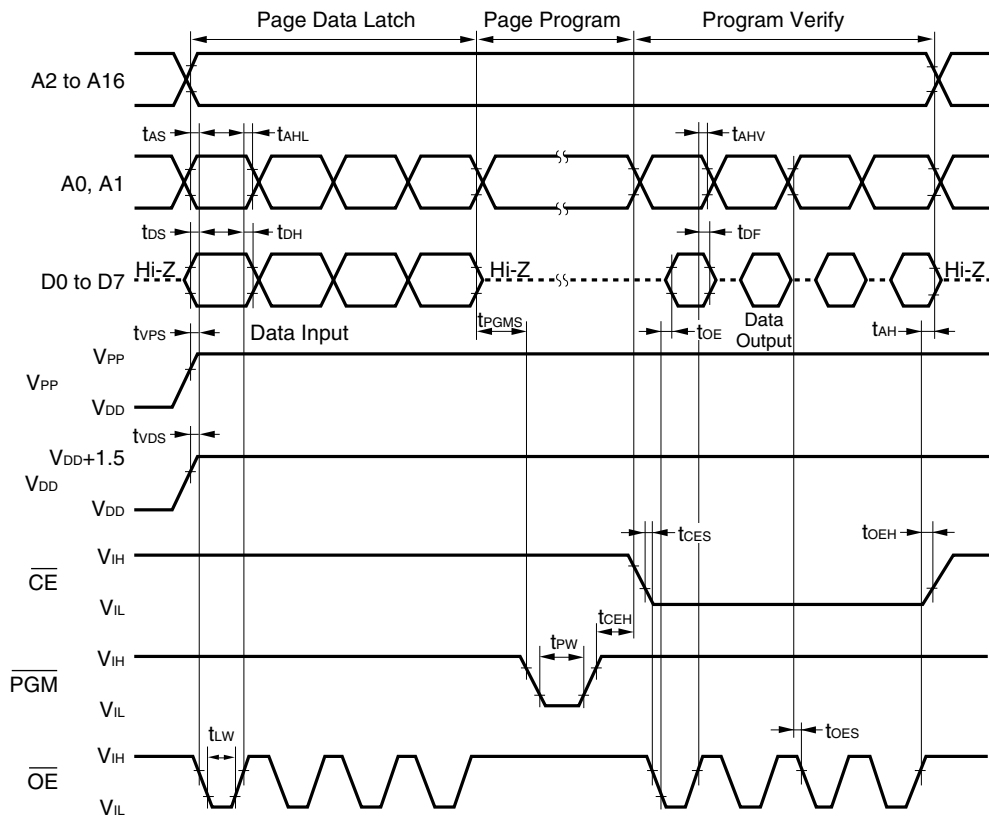 Page Data Latch Page Program Program Verify
A2 to A16
tAS tAHL tAHV
A0, A1
tDS tDH tDF
Hi-Z Hi-Z Hi-Z
D0 to D7
tVPS Data Input tPGMS tOE Data Output tAH
VPP
VPP
VDD
tVDS
VDD+1.5
VDD
VDD
tCES tOEH
VIH
CE
VIL
tCEH
tPW
VIH
PGM
VIL
tLW tOES
VIH
OE
VIL